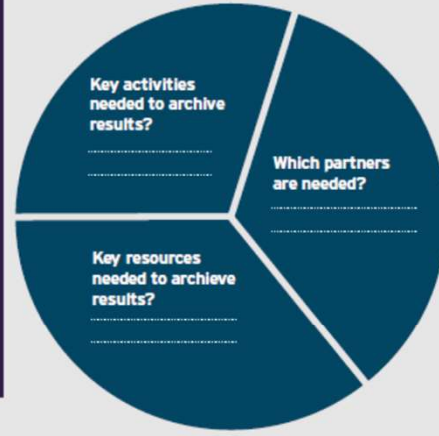 Key activities
needed to archive
results?
Which partners
are needed?
Key resources
needed to archieve
results?